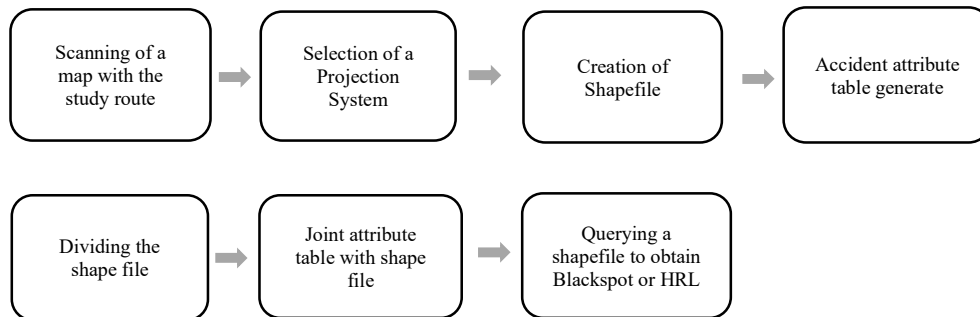 Scanning of a
map with the
study route
Selection of a
Projection
System
Creation of
Shapefile
Accident attribute
table generate
Dividing the
shape file
Joint attribute
table with shape
file
Querying a
shapefile to obtain
Blackspot or HRL